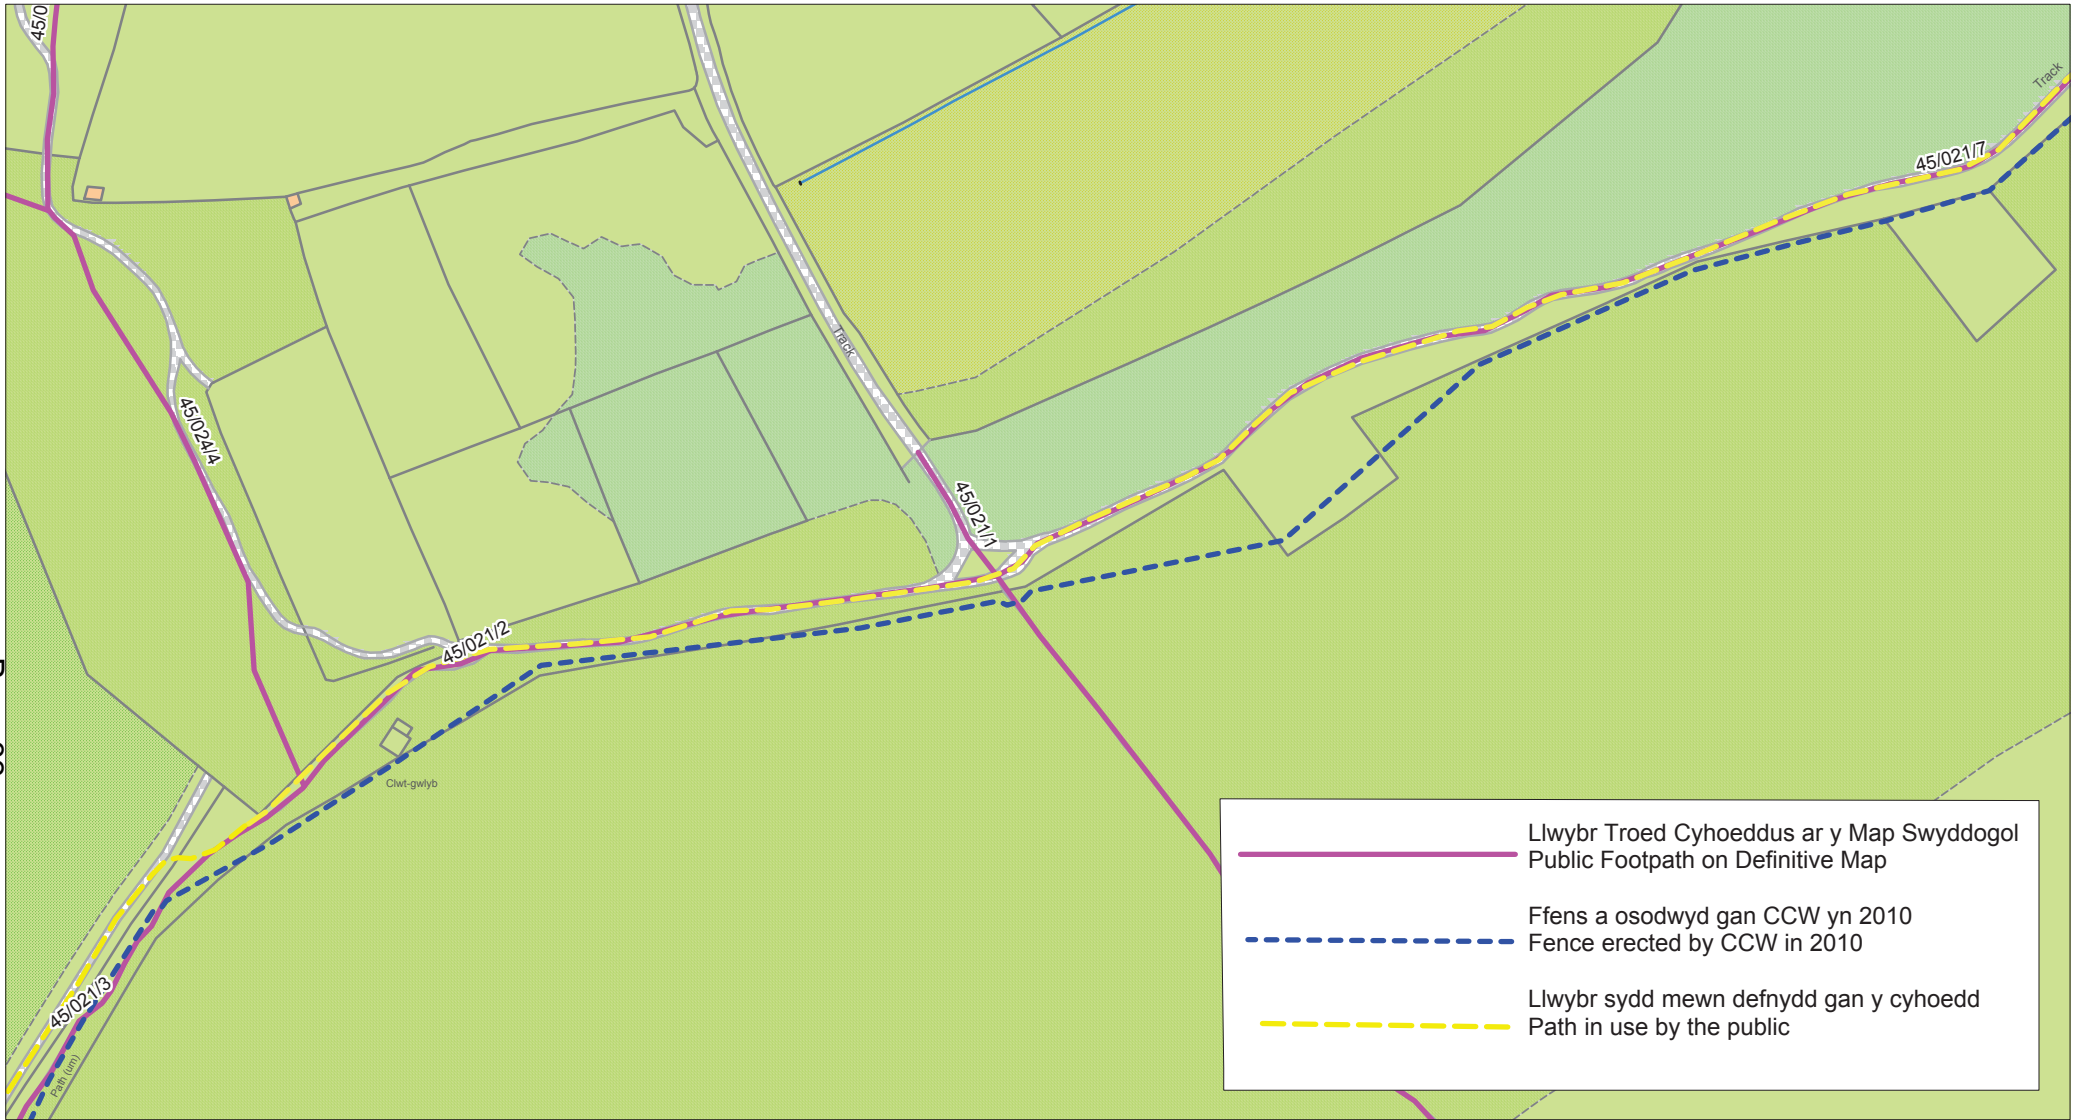 45/0
Track
45/021/7
Track
45/024/4
45/021/1
45/021/2
Clwt-gwlyb
45/021/3
Path (um)
Llwybr Troed Cyhoeddus ar y Map Swyddogol
Public Footpath on Definitive Map
Ffens a osodwyd gan CCW yn 2010
Fence erected by CCW in 2010
Llwybr sydd mewn defnydd gan y cyhoedd
Path in use by the public